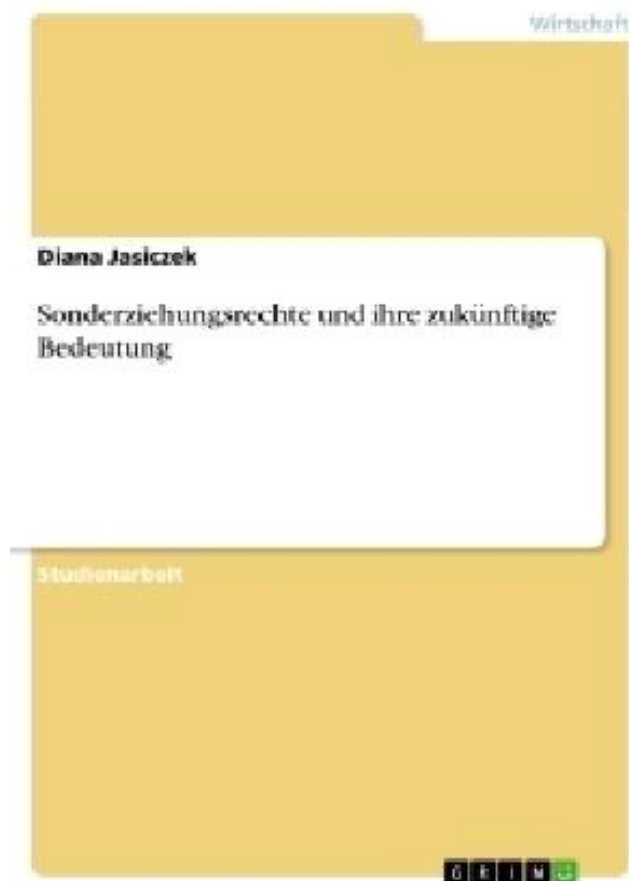 Wirtschaft
Diana Jasiczek
Sonderziehungsrechte und ihre zukünftige
Bedeutung
Studienarbeit
GRIN